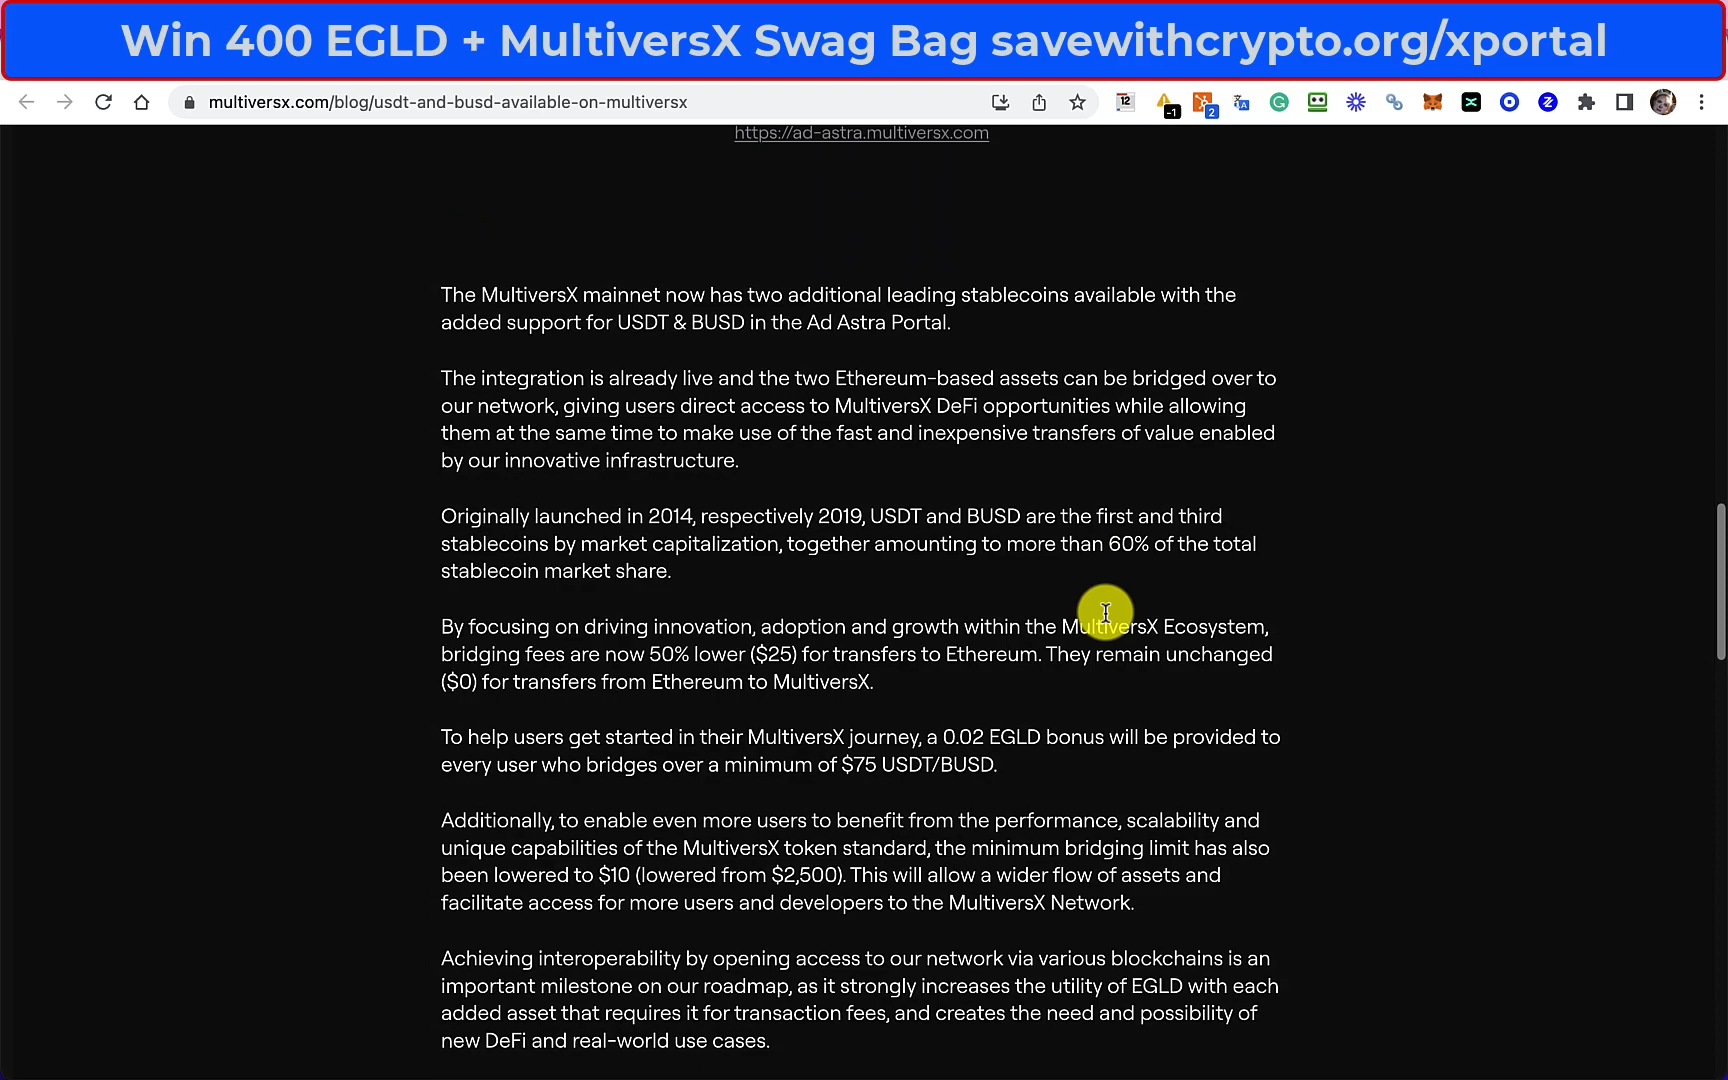 Win 400 EGLD + MultiversX Swag Bag savewithcrypto.org/xportal
multiversx.com/blog/usdt-and-busd-available-on-multiversx
12
-1
2
https://ad-astra.multiversx.com
The MultiversX mainnet now has two additional leading stablecoins available with the
added support for USDT & BUSD in the Ad Astra Portal.
The integration is already live and the two Ethereum-based assets can be bridged over to
our network, giving users direct access to MultiversX DeFi opportunities while allowing
them at the same time to make use of the fast and inexpensive transfers of value enabled
by our innovative infrastructure.
Originally launched in 2014, respectively 2019, USDT and BUSD are the first and third
stablecoins by market capitalization, together amounting to more than 60% of the total
stablecoin market share.
By focusing on driving innovation, adoption and growth within the MultiversX Ecosystem,
bridging fees are now 50% lower ($25) for transfers to Ethereum. They remain unchanged
($0) for transfers from Ethereum to MultiversX.
To help users get started in their MultiversX journey, a 0.02 EGLD bonus will be provided to
every user who bridges over a minimum of $75 USDT/BUSD.
Additionally, to enable even more users to benefit from the performance, scalability and
unique capabilities of the MultiversX token standard, the minimum bridging limit has also
been lowered to $10 (lowered from $2,500). This will allow a wider flow of assets and
facilitate access for more users and developers to the MultiversX Network.
Achieving interoperability by opening access to our network via various blockchains is an
important milestone on our roadmap, as it strongly increases the utility of EGLD with each
added asset that requires it for transaction fees, and creates the need and possibility of
new DeFi and real-world use cases.